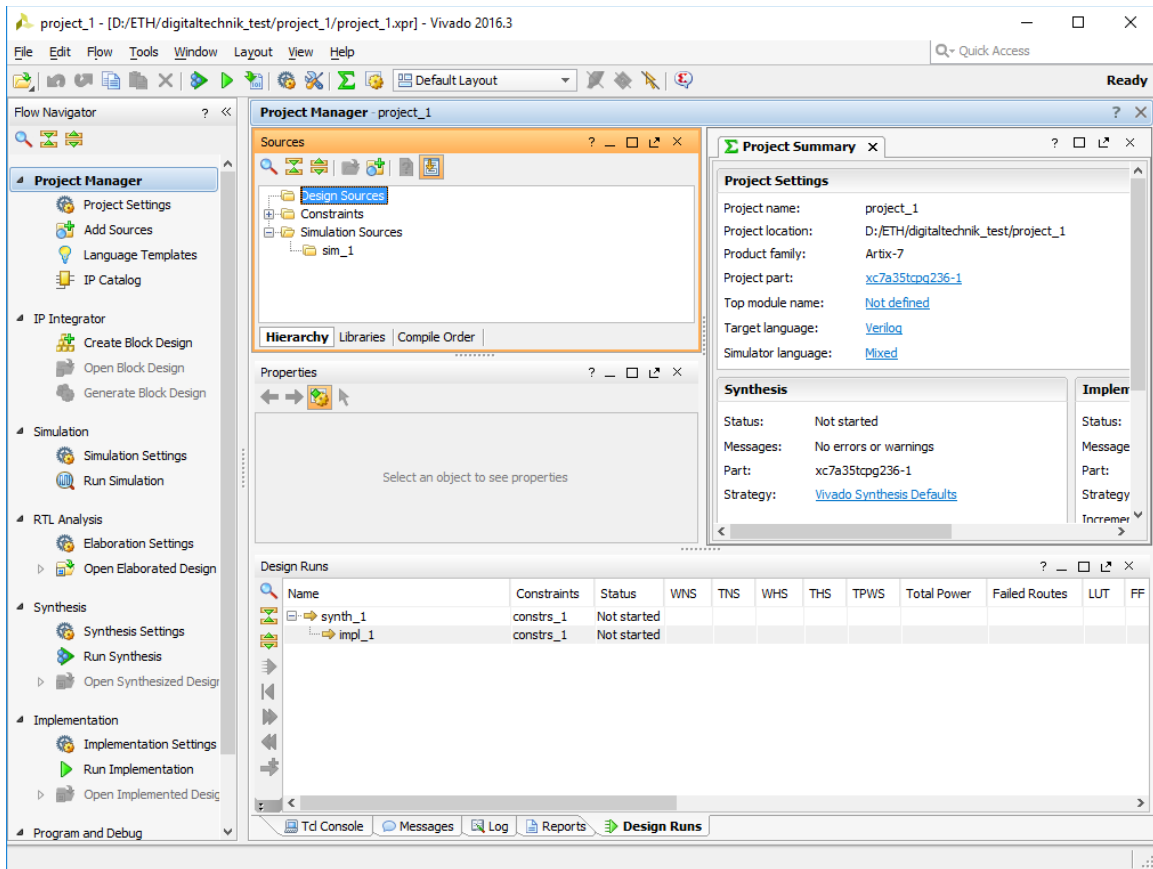 project_1 - [D:/ETH/digitaltechnik_test/project_1/project_1.xpr] - Vivado 2016.3
File Edit Flow Tools Window Layout View Help
Quick Access
Default Layout
Ready
Flow Navigator ? «
Project Manager
Project Settings
Add Sources
Language Templates
IP Catalog
IP Integrator
Create Block Design
Open Block Design
Generate Block Design
Simulation
Simulation Settings
Run Simulation
RTL Analysis
Elaboration Settings
Open Elaborated Design
Synthesis
Synthesis Settings
Run Synthesis
Open Synthesized Desigr
Implementation
Implementation Settings
Run Implementation
Open Implemented Desig
Program and Debug
Project Manager - project_1
Sources
Design Sources
Constraints
Simulation Sources
sim_1
Hierarchy Libraries Compile Order
Properties
Select an object to see properties
Σ Project Summary
Project Settings
Project name: project_1
Project location: D:/ETH/digitaltechnik_test/project_1
Product family: Artix-7
Project part: xc7a35tcpg236-1
Top module name: Not defined
Target language: Verilog
Simulator language: Mixed
Synthesis
Status: Not started
Messages: No errors or warnings
Part: xc7a35tcpg236-1
Strategy: Vivado Synthesis Defaults
Implem
Status:
Message
Part:
Strategy
Incremer
Design Runs
Name Constraints Status WNS TNS WHS THS TPWS Total Power Failed Routes LUT FF
synth_1 constrs_1 Not started
impl_1 constrs_1 Not started
Tcl Console Messages Log Reports Design Runs